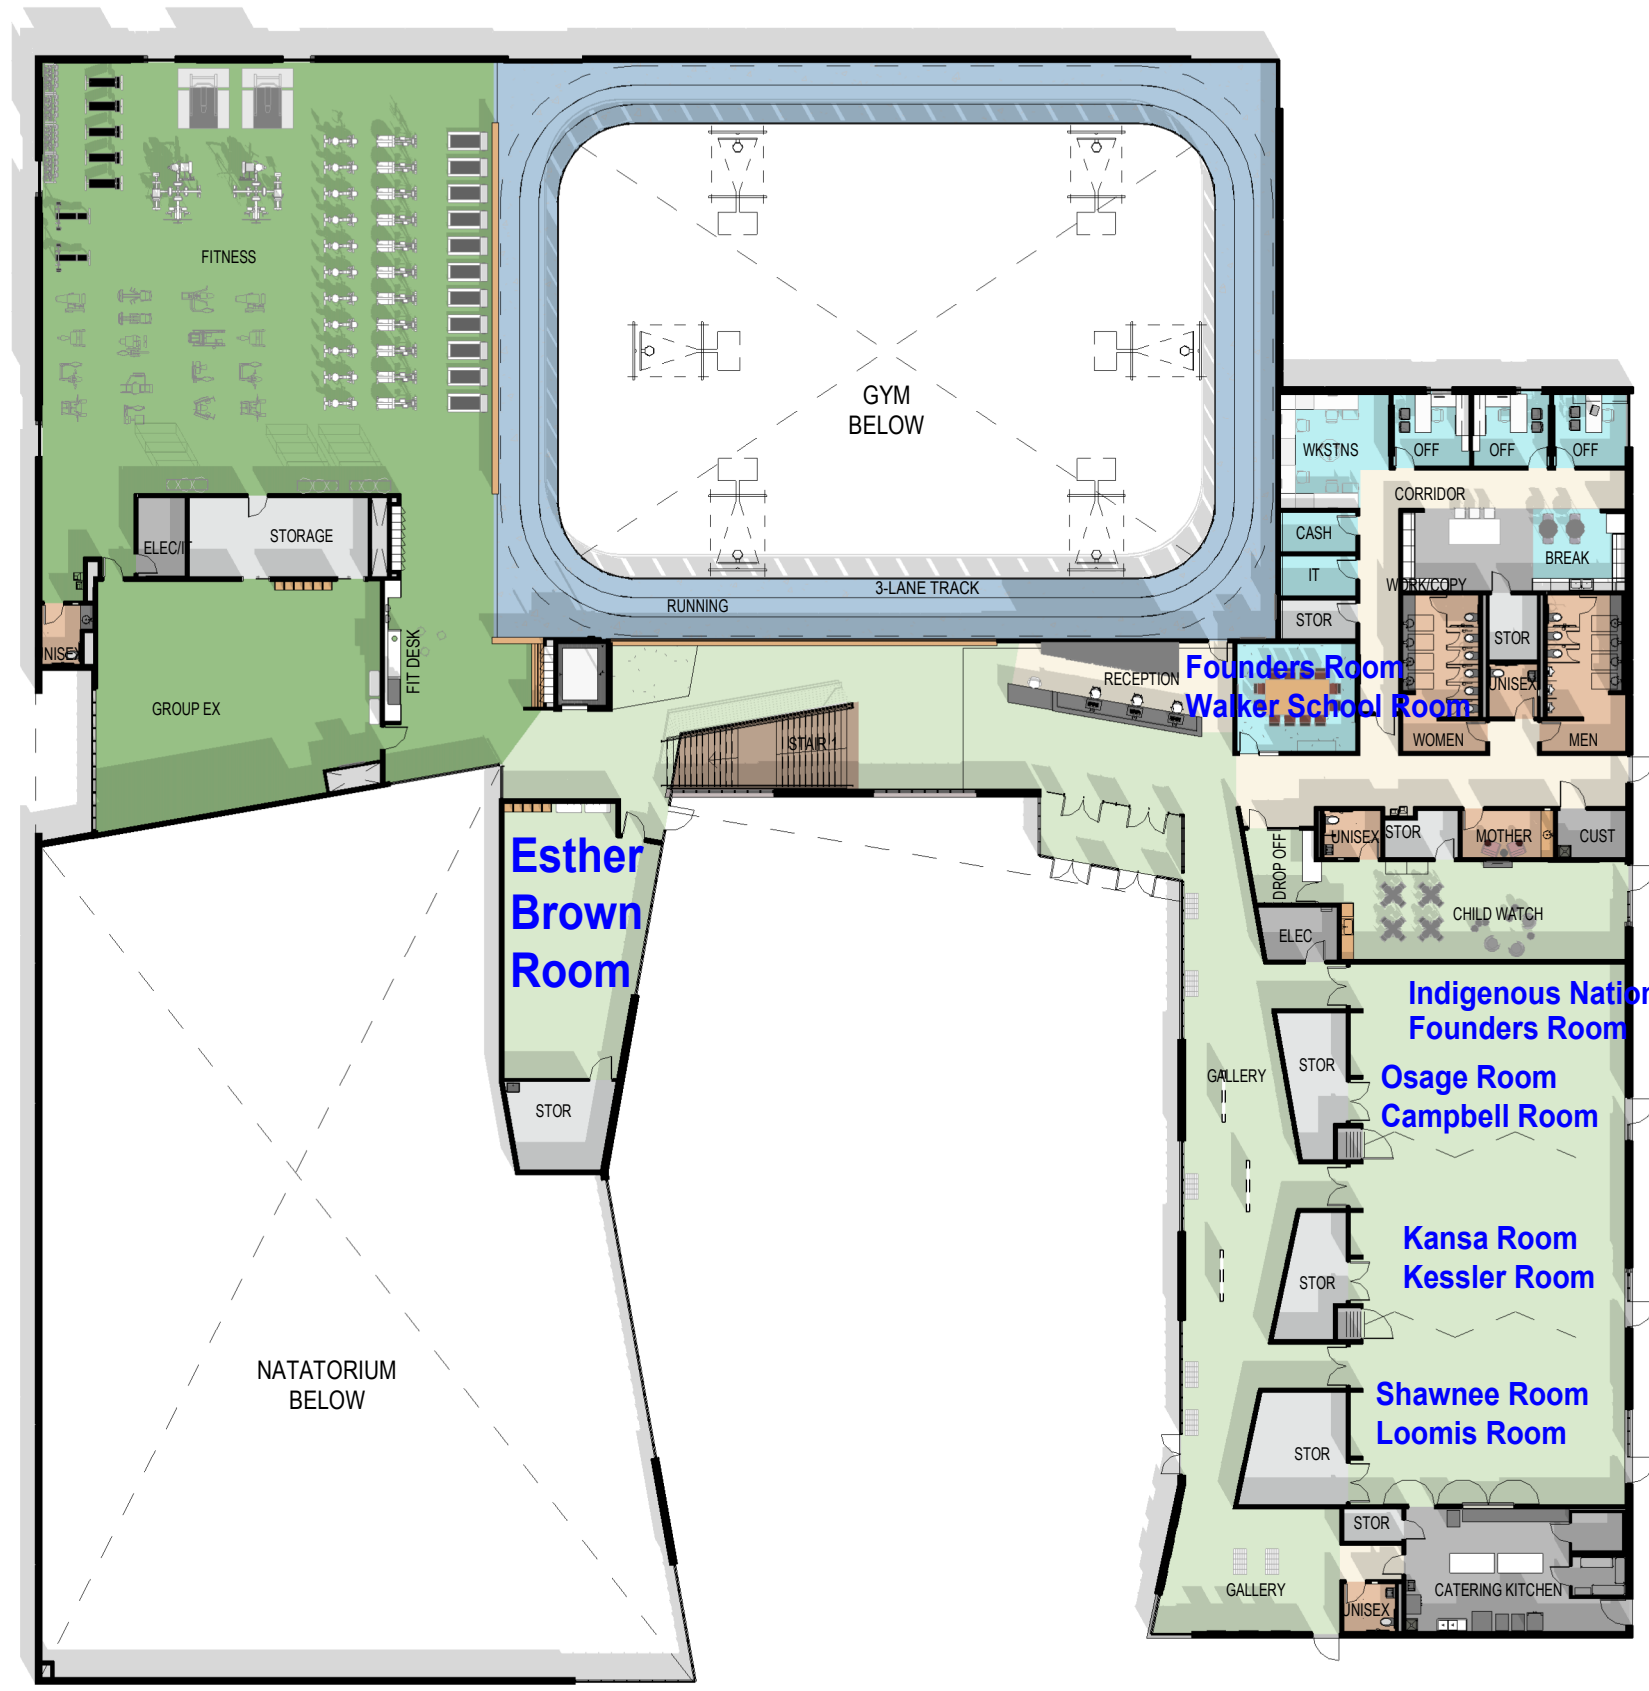 FITNESS
GYM
BELOW
WKSTNS
OFF
OFF
OFF
CORRIDOR
CASH
BREAK
IT
WORK/COPY
STOR
STOR
ELEC/IT
STORAGE
3-LANE TRACK
RUNNING
UNISEX
FIT DESK
GROUP EX
RECEPTION
Founders Room
Walker School Room
UNISEX
WOMEN
MEN
STAIR
Esther
Brown
Room
DROP OFF
UNISEX
STOR
MOTHER
CUST
CHILD WATCH
ELEC
Indigenous Nation
Founders Room
STOR
GALLERY
Osage Room
Campbell Room
STOR
Kansa Room
Kessler Room
STOR
NATATORIUM
BELOW
Shawnee Room
Loomis Room
STOR
STOR
GALLERY
UNISEX
CATERING KITCHEN